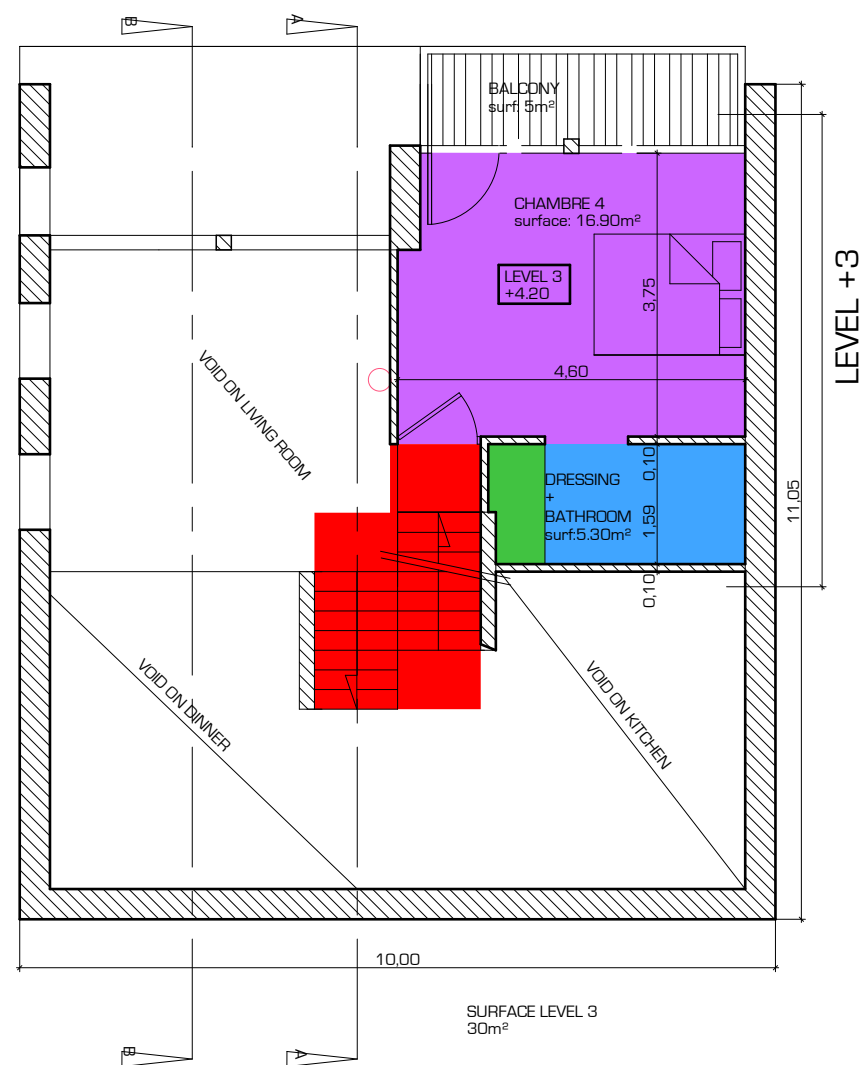 B
A
BALCONY
surf: 5m²
CHAMBRE 4
surface: 16.90m²
LEVEL 3
+4.20
3,75
4,60
LEVEL +3
VOID ON LIVING ROOM
DRESSING
+
BATHROOM
surf:5.30m²
0,10
1,59
0,10
11,05
VOID ON DINNER
VOID ON KITCHEN
10,00
SURFACE LEVEL 3
30m²
B
A